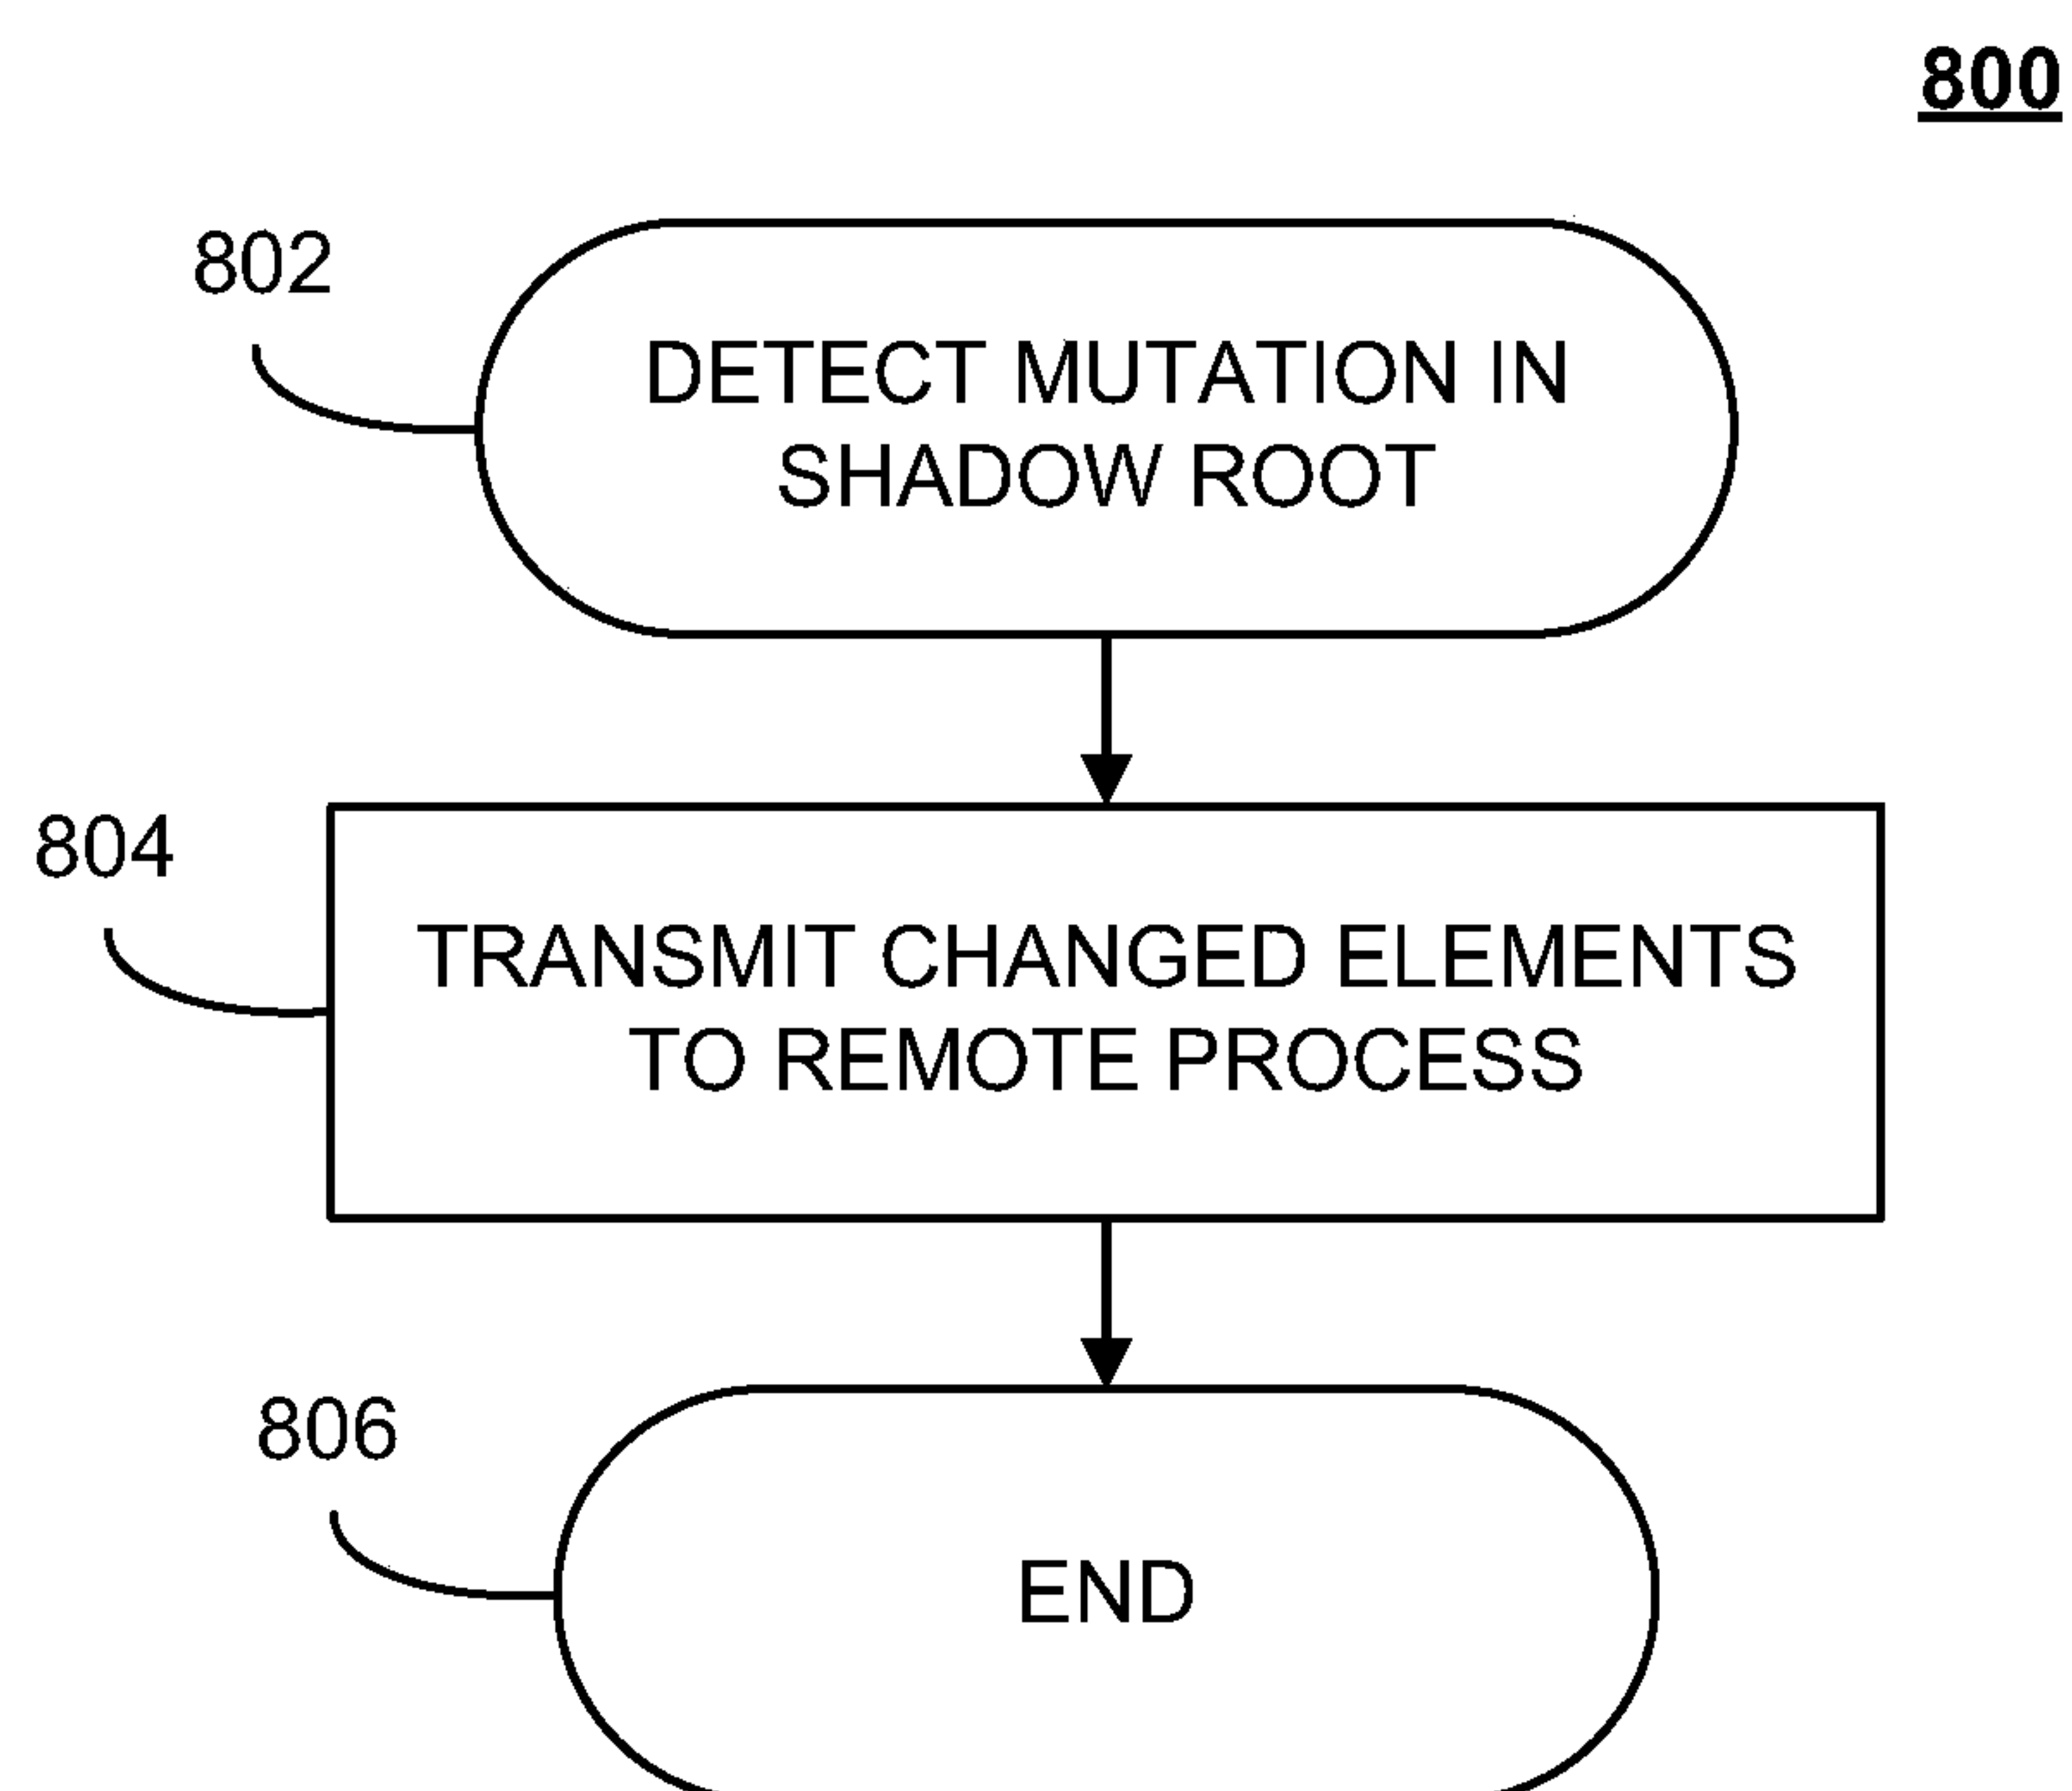 800
802
DETECT MUTATION IN
SHADOW ROOT
804
TRANSMIT CHANGED ELEMENTS
TO REMOTE PROCESS
806
END